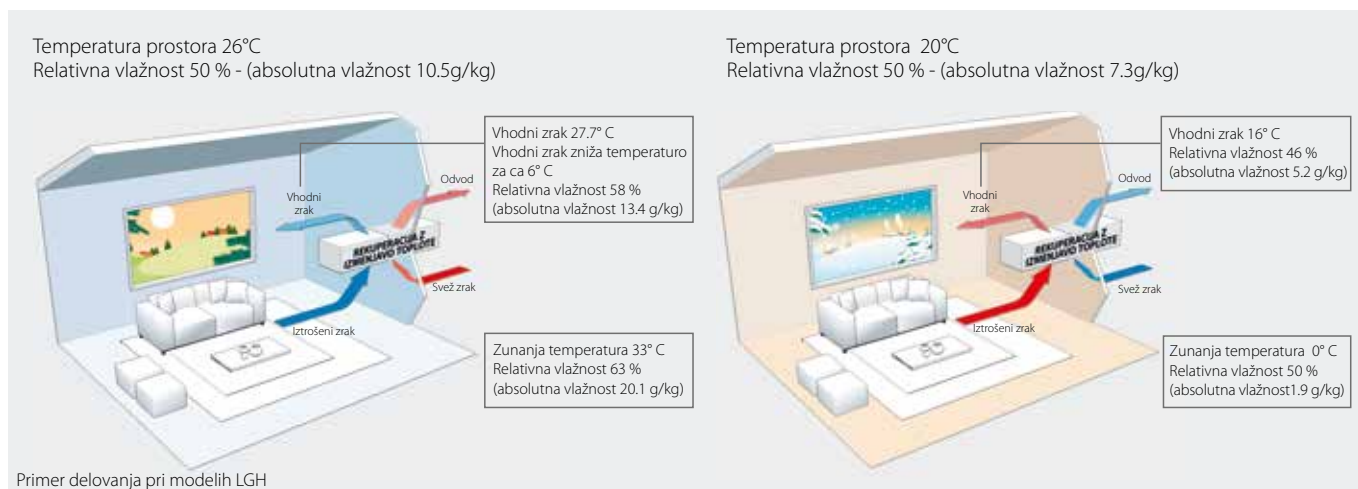 Temperatura prostora 26°C
Relativna vlažnost 50 % - (absolutna vlažnost 10.5g/kg)
Vhodni zrak 27.7° C
Vhodni zrak zniža temperaturo
za ca 6° C
Relativna vlažnost 58 %
(absolutna vlažnost 13.4 g/kg)
Vhodni
zrak
Odvod
REKUPERACIJA Z
IZMENJAVO TOPLOTE
Svež zrak
Iztrošeni zrak
Zunanja temperatura 33° C
Relativna vlažnost 63 %
(absolutna vlažnost 20.1 g/kg)
Primer delovanja pri modelih LGH
Temperatura prostora 20°C
Relativna vlažnost 50 % - (absolutna vlažnost 7.3g/kg)
Vhodni zrak 16° C
Relativna vlažnost 46 %
(absolutna vlažnost 5.2 g/kg)
Vhodni
zrak
Odvod
REKUPERACIJA Z
IZMENJAVO TOPLOTE
Svež zrak
Iztrošeni zrak
Zunanja temperatura 0° C
Relativna vlažnost 50 %
(absolutna vlažnost1.9 g/kg)